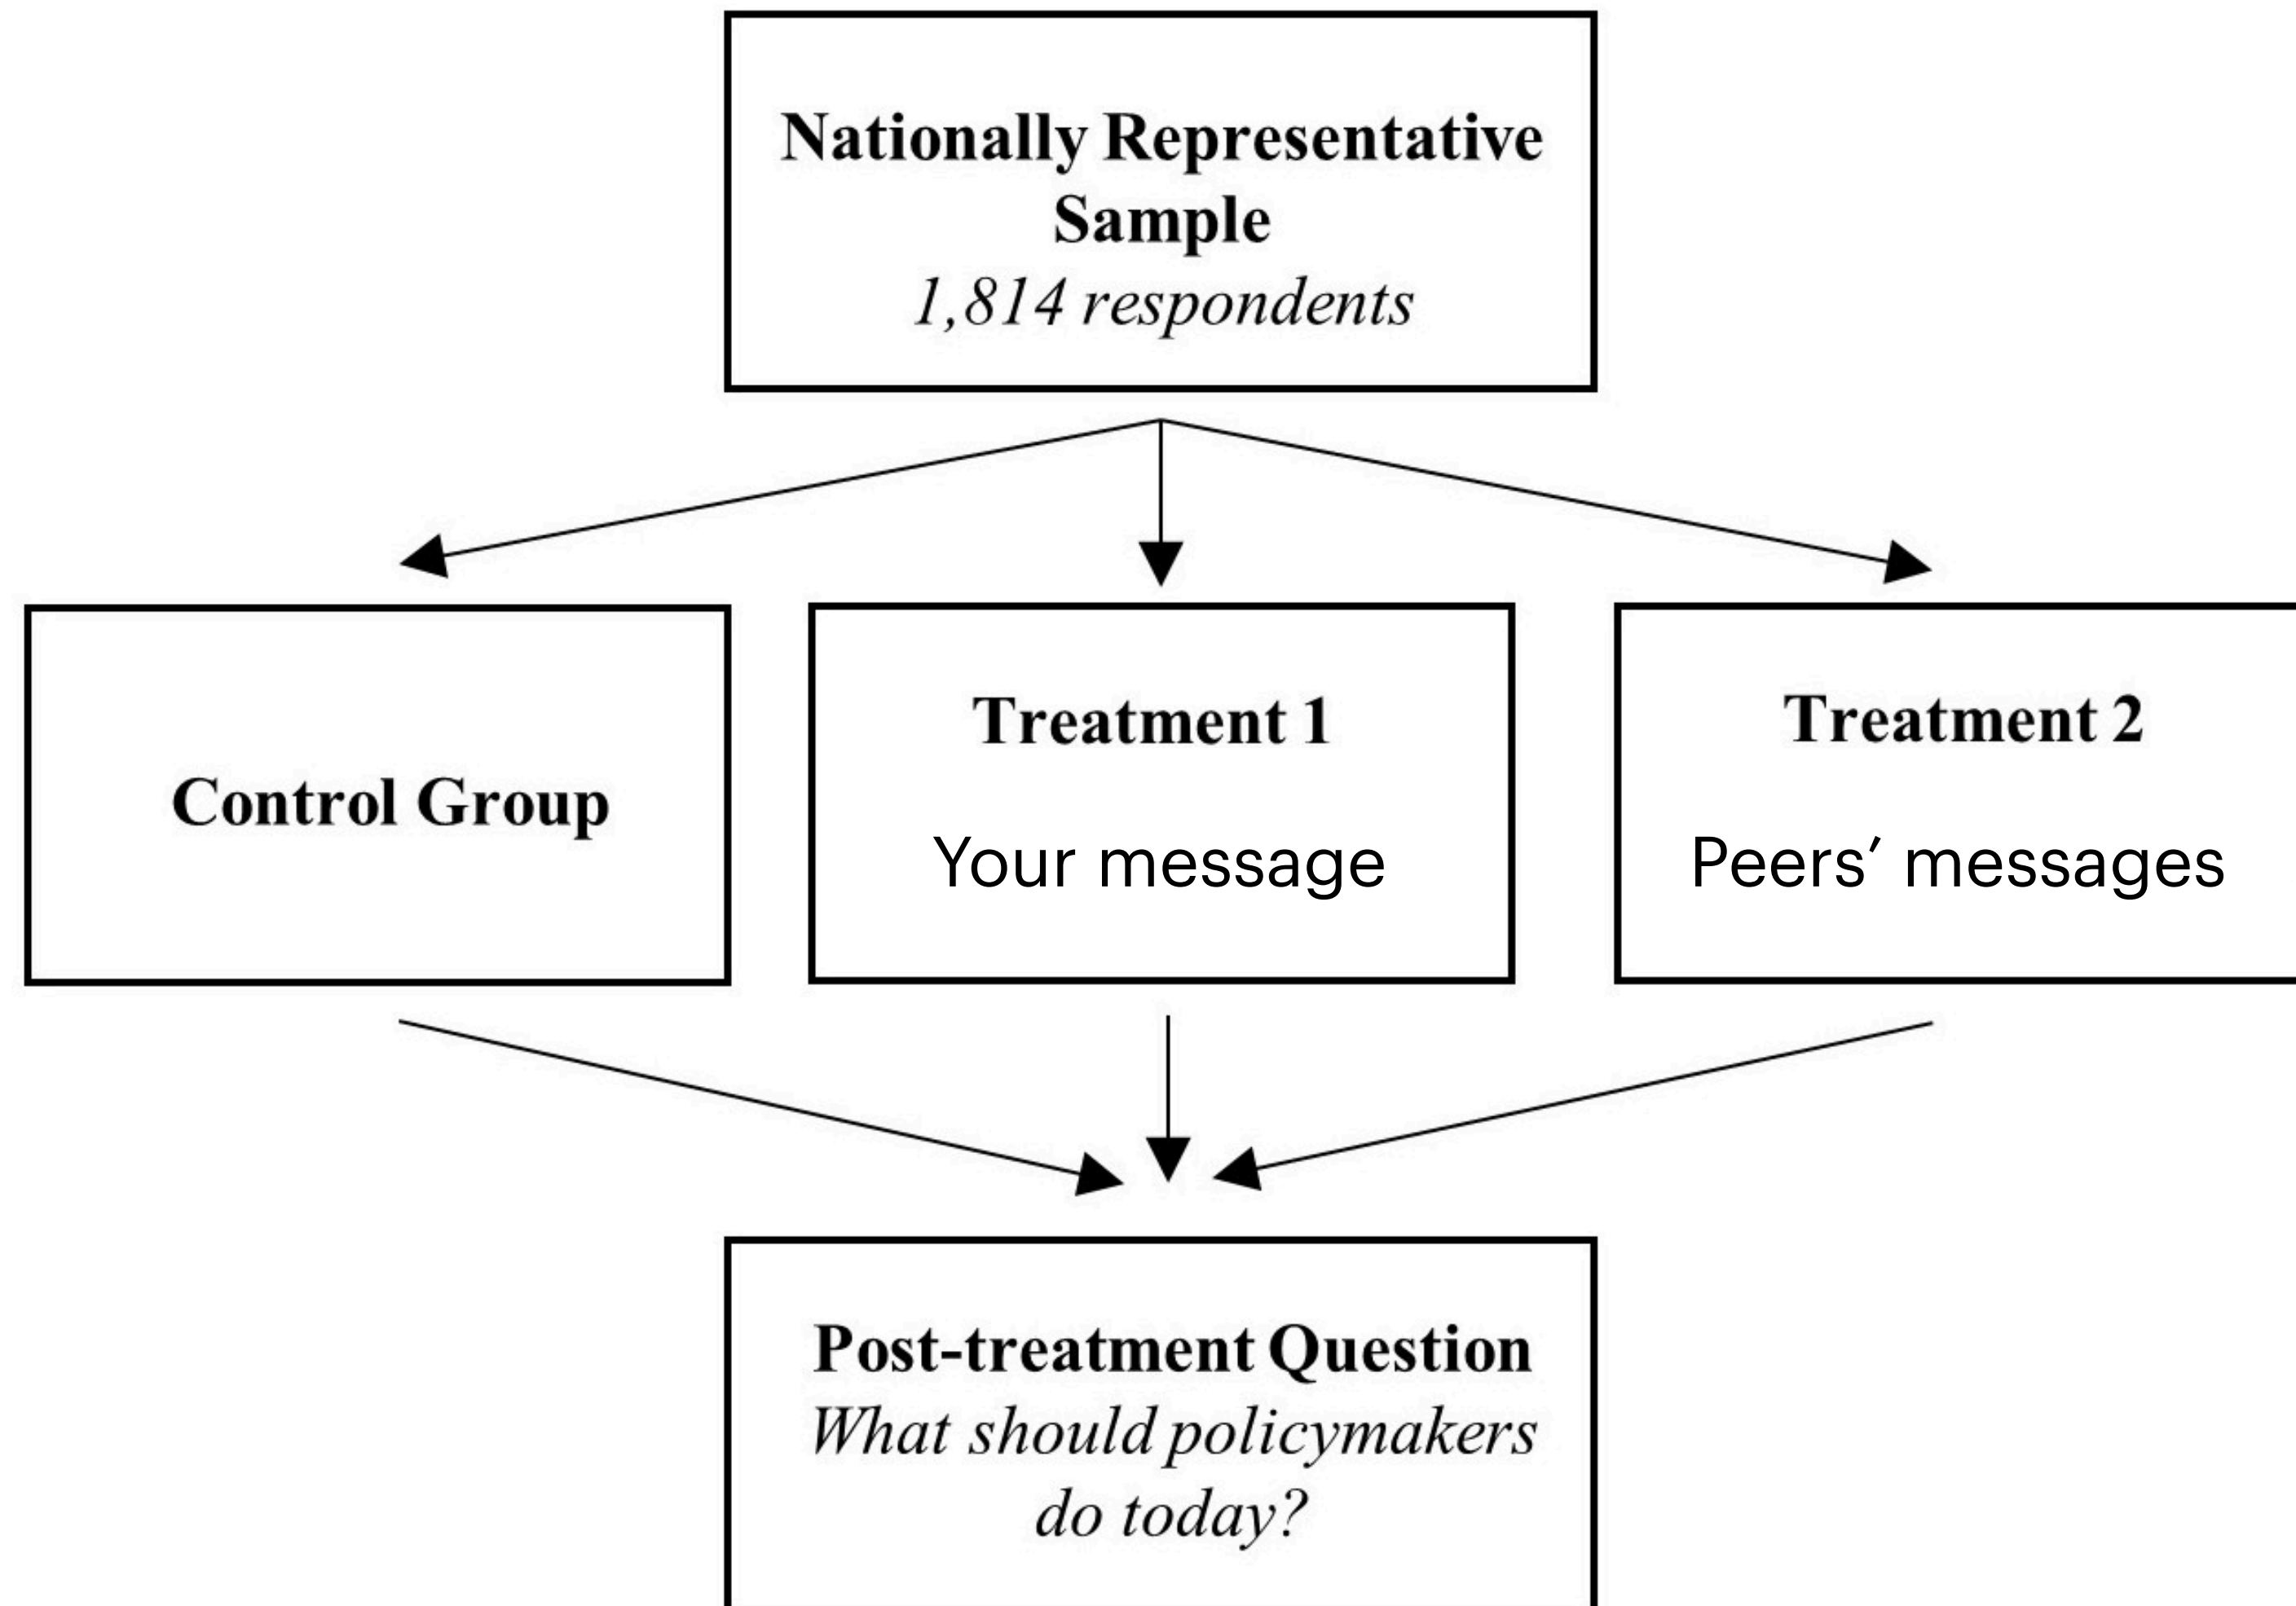 Nationally Representative
Sample
1,814 respondents
Control Group
Treatment 1
Your message
Treatment 2
Peers’ messages
Post-treatment Question
What should policymakers
do today?